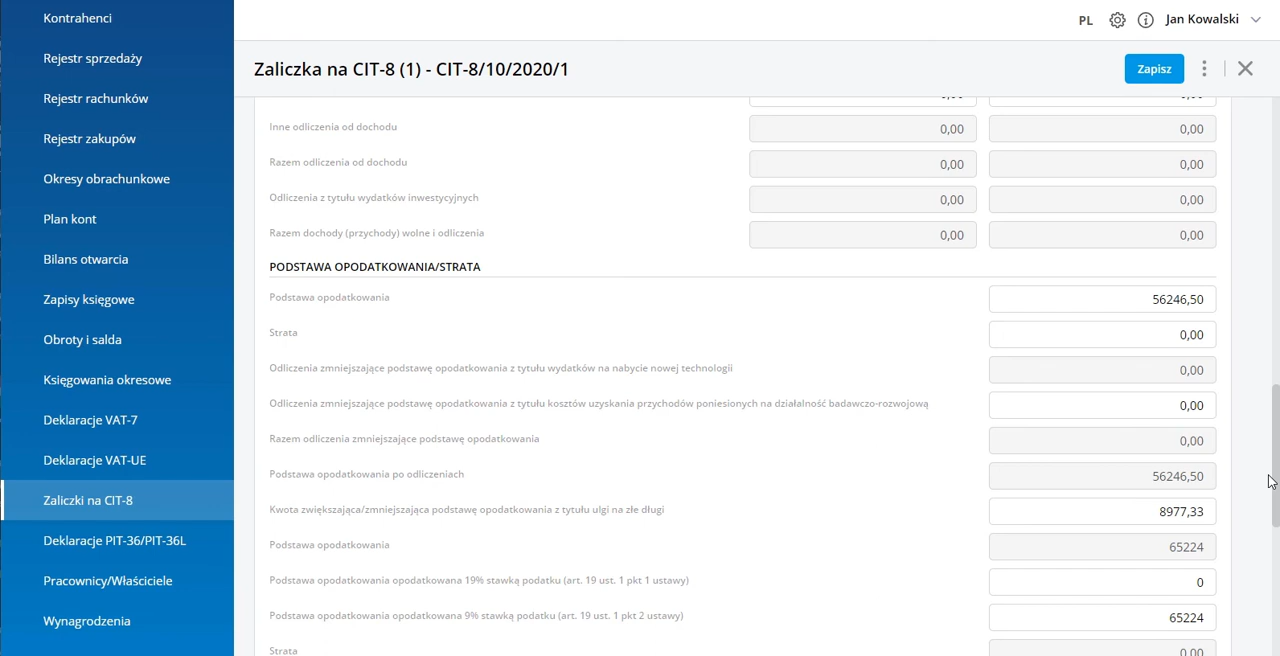 Kontrahenci
Rejestr sprzedaży
Rejestr rachunków
Rejestr zakupów
Okresy obrachunkowe
Plan kont
Bilans otwarcia
Zapisy księgowe
Obroty i salda
Księgowania okresowe
Deklaracje VAT-7
Deklaracje VAT-UE
Zaliczki na CIT-8
Deklaracje PIT-36/PIT-36L
Pracownicy/Właściciele
Wynagrodzenia
PL Jan Kowalski
Zaliczka na CIT-8 (1) - CIT-8/10/2020/1 Zapisz
0,00 0,00
Inne odliczenia od dochodu 0,00 0,00
Razem odliczenia od dochodu 0,00 0,00
Odliczenia z tytułu wydatków inwestycyjnych 0,00 0,00
Razem dochody (przychody) wolne i odliczenia 0,00 0,00
PODSTAWA OPODATKOWANIA/STRATA
Podstawa opodatkowania 56246,50
Strata 0,00
Odliczenia zmniejszające podstawę opodatkowania z tytułu wydatków na nabycie nowej technologii 0,00
Odliczenia zmniejszające podstawę opodatkowania z tytułu kosztów uzyskania przychodów poniesionych na działalność badawczo-rozwojową 0,00
Razem odliczenia zmniejszające podstawę opodatkowania 0,00
Podstawa opodatkowania po odliczeniach 56246,50
Kwota zwiększająca/zmniejszająca podstawę opodatkowania z tytułu ulgi na złe długi 8977,33
Podstawa opodatkowania 65224
Podstawa opodatkowania opodatkowana 19% stawką podatku (art. 19 ust. 1 pkt 1 ustawy) 0
Podstawa opodatkowania opodatkowana 9% stawką podatku (art. 19 ust. 1 pkt 2 ustawy) 65224
Strata 0,00